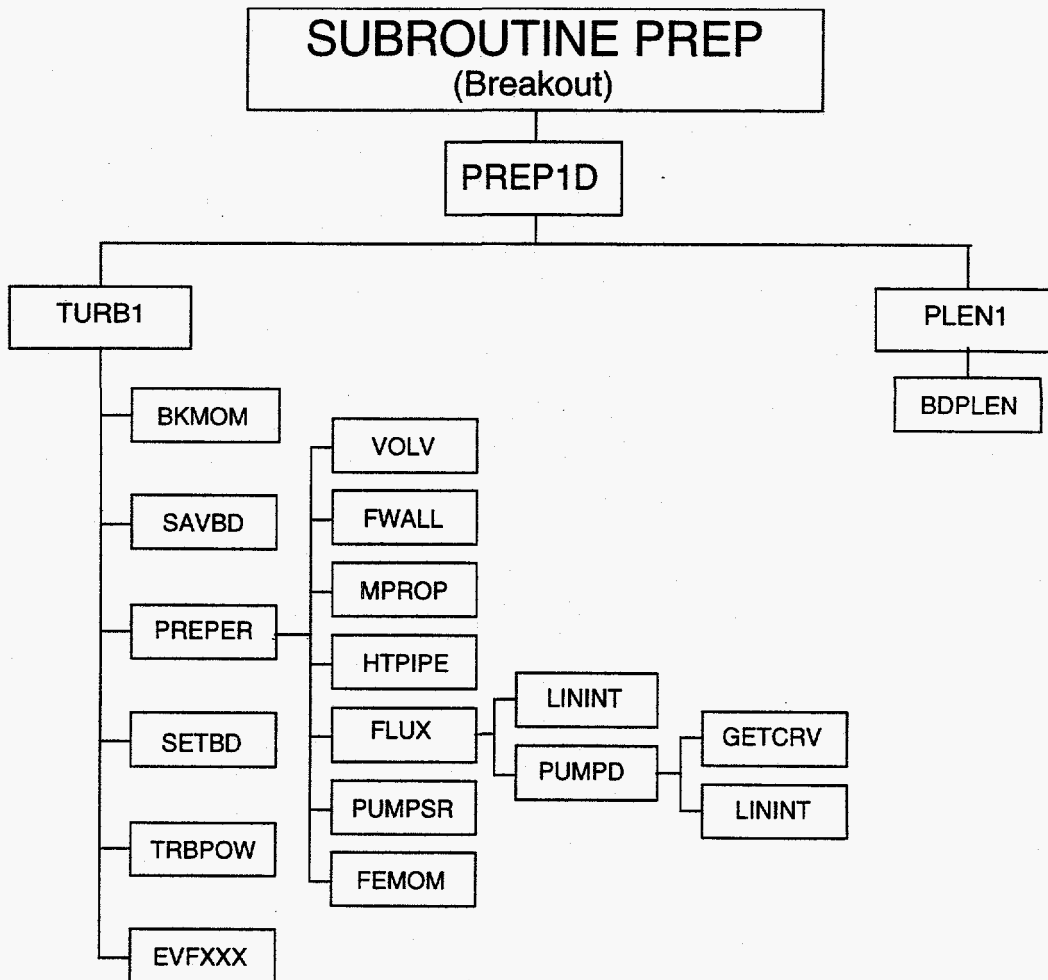 SUBROUTINE PREP
(Breakout)
PREP1D
TURB1
PLEN1
BKMOM
BDPLEN
VOLV
SAVBD
FWALL
MPROP
PREPER
HTPIPE
LININT
FLUX
GETCRV
SETBD
PUMPD
PUMPSR
LININT
TRBPOW
FEMOM
EVFXXX